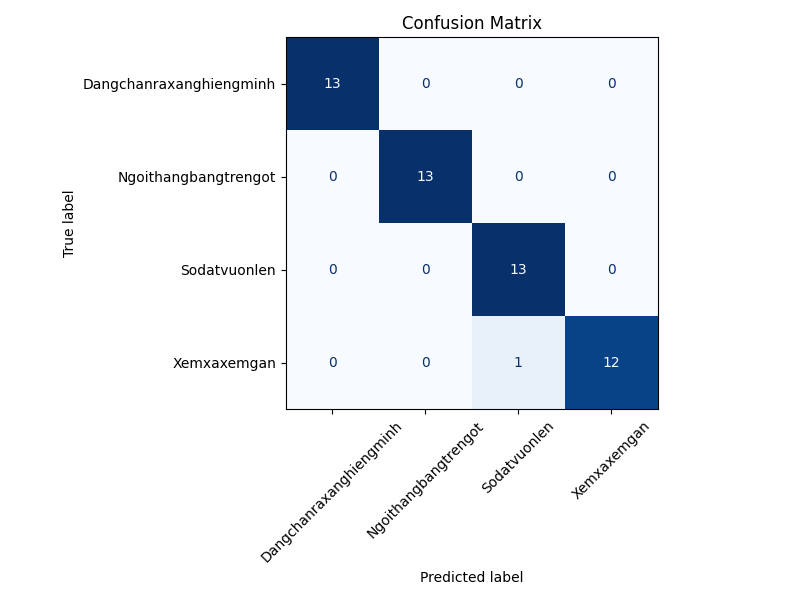 Confusion Matrix
Dangchanraxanghiengminh 13 0 0 0
Ngoithangbangtrengot 0 13 0 0
Sodatvuonlen 0 0 13 0
Xemxaxemgan 0 0 1 12
True label
Dangchanraxanghiengminh Ngoithangbangtrengot Sodatvuonlen Xemxaxemgan
Predicted label